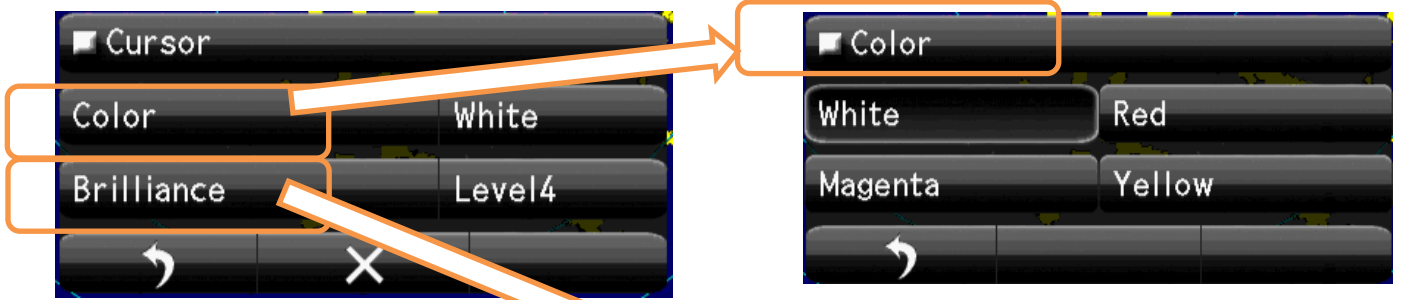 Cursor
Color White
Brilliance Level4
Color
White Red
Magenta Yellow